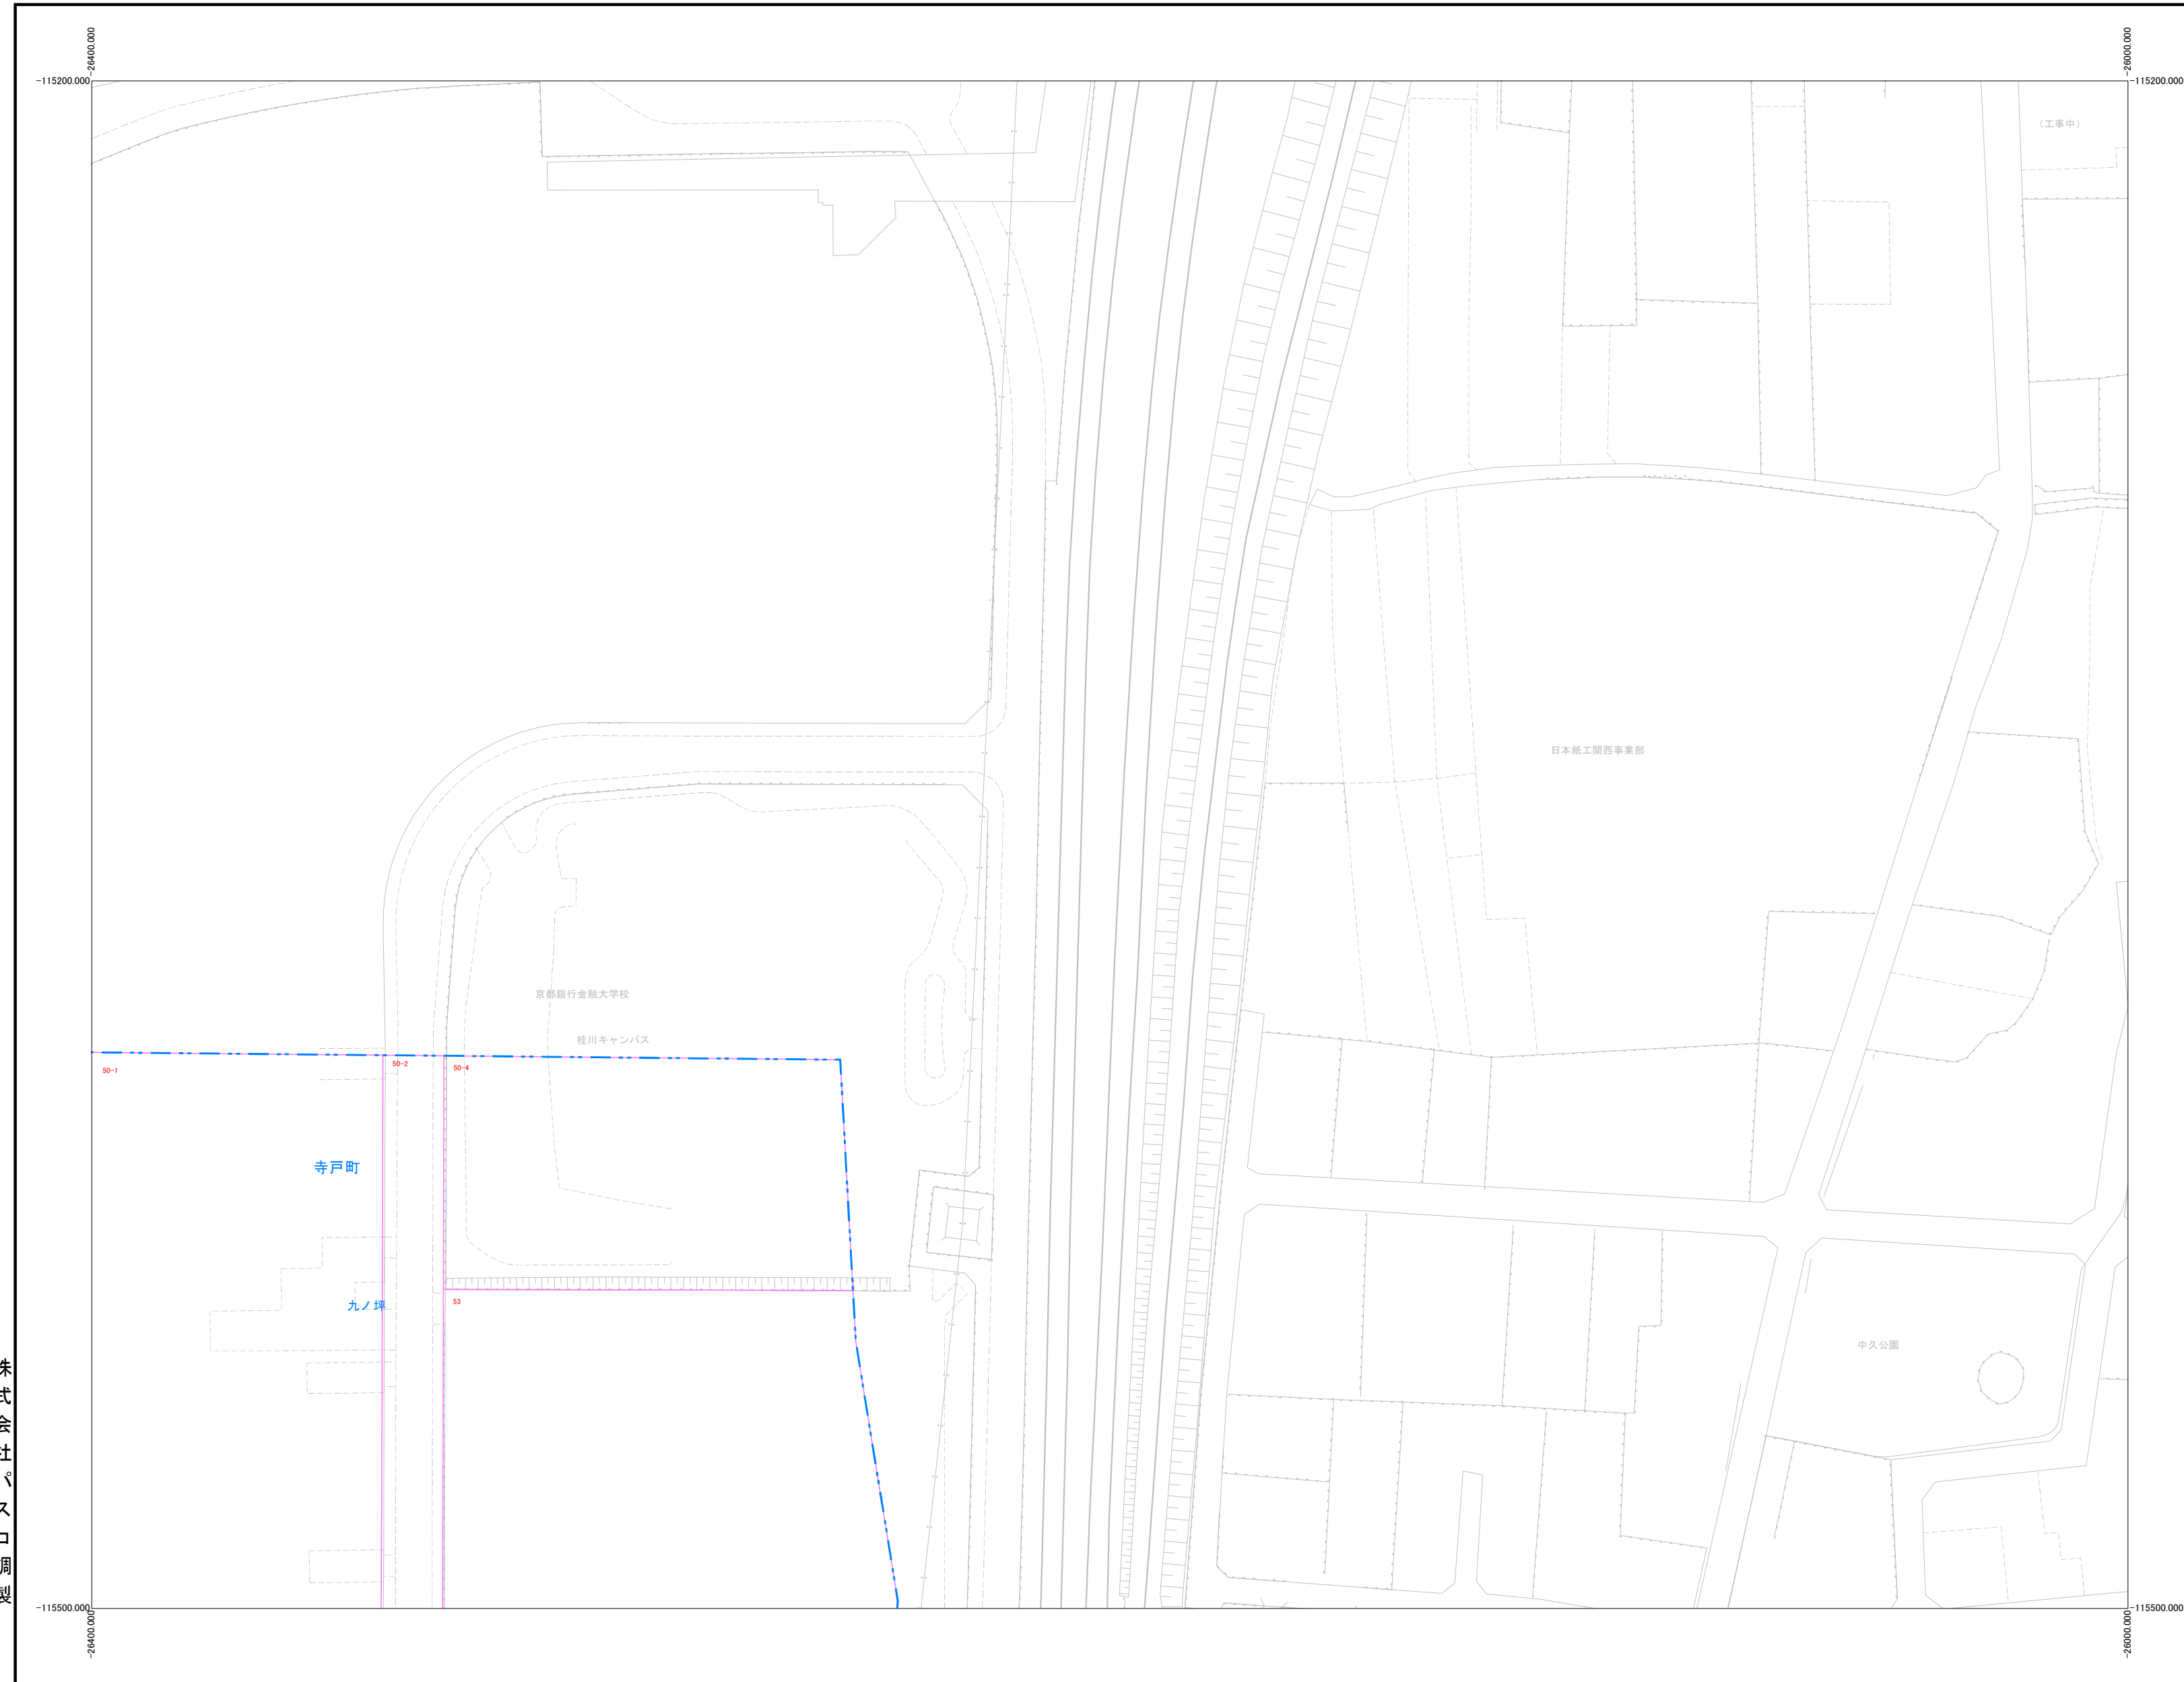 -26400.000
-26000.000
-115200.000
-115200.000
(工事中)
日本紙工関西事業部
京都銀行金融大学校
桂川キャンパス
50-1
50-2
50-4
寺戸町
九ノ坪
53
中久公園
株式会社パスコ調製
-115500.000
-115500.000
-26400.000
-26000.000